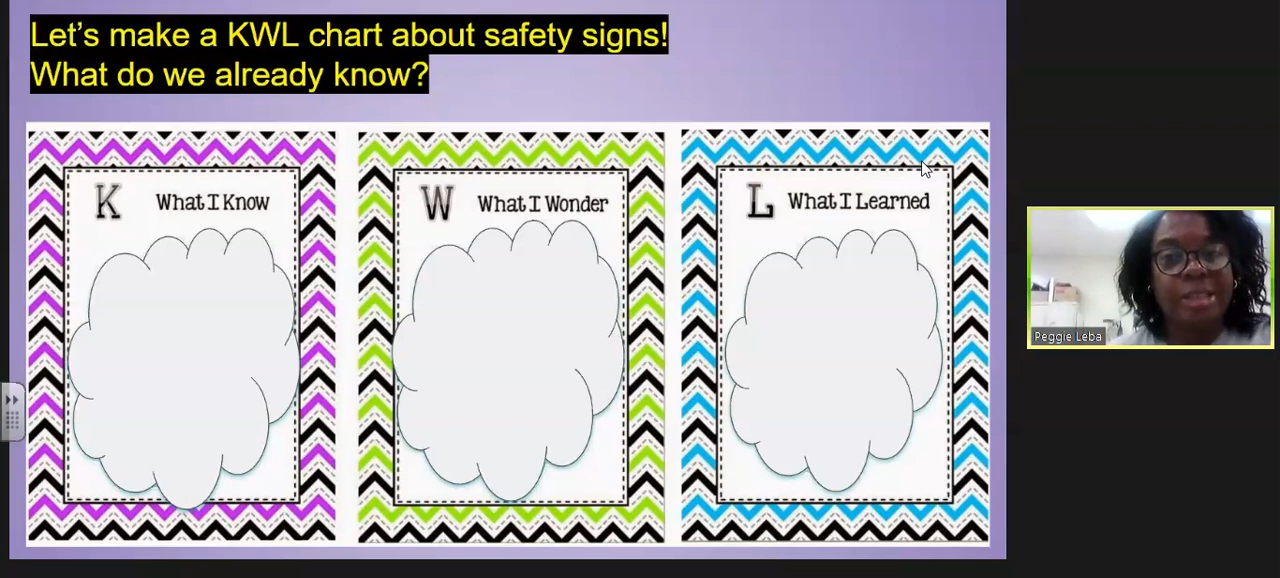 Let's make a KWL chart about safety signs!
What do we already know?
K What I Know
W What I Wonder
L What I Learned
Peggie Leba